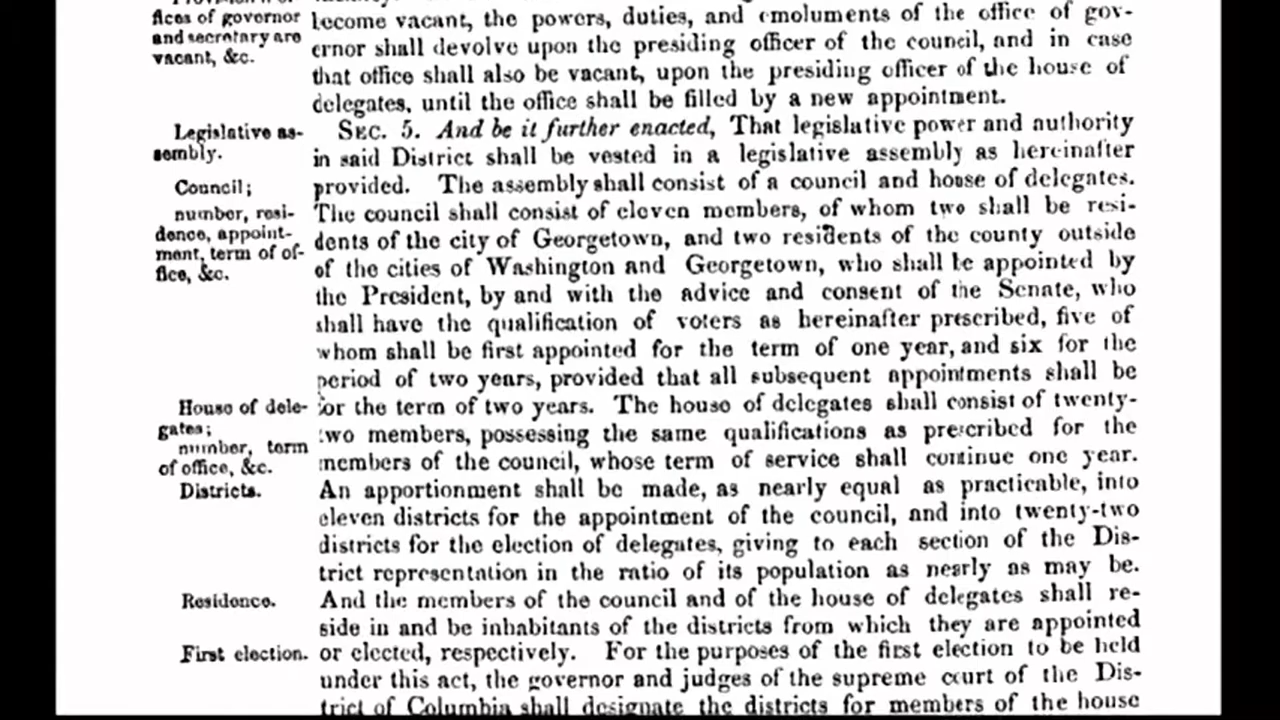 fices of governor
and secretary are
vacant, &c.
become vacant, the powers, duties, and emoluments of the office of gov-
ernor shall devolve upon the presiding officer of the council, and in case
that office shall also be vacant, upon the presiding officer of the house of
delegates, until the office shall be filled by a new appointment.
Legislative as-
sembly.
SEC. 5. And be it further enacted, That legislative power and authority
in said District shall be vested in a legislative assembly as hereinafter
provided. The assembly shall consist of a council and house of delegates.
Council;
number, resi-
dence, appoint-
ment, term of of-
fice, &c.
The council shall consist of eleven members, of whom two shall be resi-
dents of the city of Georgetown, and two residents of the county outside
of the cities of Washington and Georgetown, who shall be appointed by
the President, by and with the advice and consent of the Senate, who
shall have the qualification of voters as hereinafter prescribed, five of
whom shall be first appointed for the term of one year, and six for the
period of two years, provided that all subsequent appointments shall be
House of dele-
gates;
number, term
of office, &c.
for the term of two years. The house of delegates shall consist of twenty-
two members, possessing the same qualifications as prescribed for the
members of the council, whose term of service shall continue one year.
Districts.
An apportionment shall be made, as nearly equal as practicable, into
eleven districts for the appointment of the council, and into twenty-two
districts for the election of delegates, giving to each section of the Dis-
trict representation in the ratio of its population as nearly as may be.
Residence.
And the members of the council and of the house of delegates shall re-
side in and be inhabitants of the districts from which they are appointed
First election.
or elected, respectively. For the purposes of the first election to be held
under this act, the governor and judges of the supreme court of the Dis-
trict of Columbia shall designate the districts for members of the house